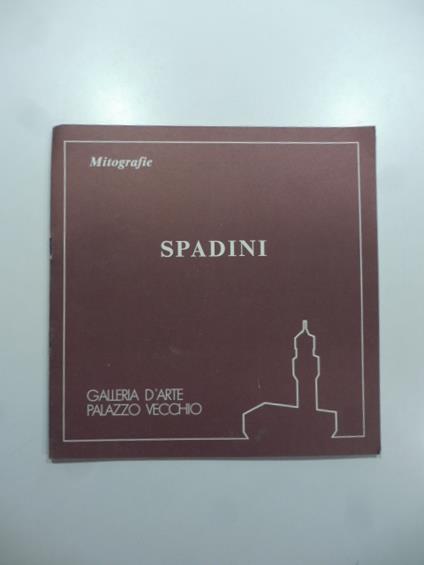 Mitografie
SPADINI
GALLERIA D'ARTE
PALAZZO VECCHIO